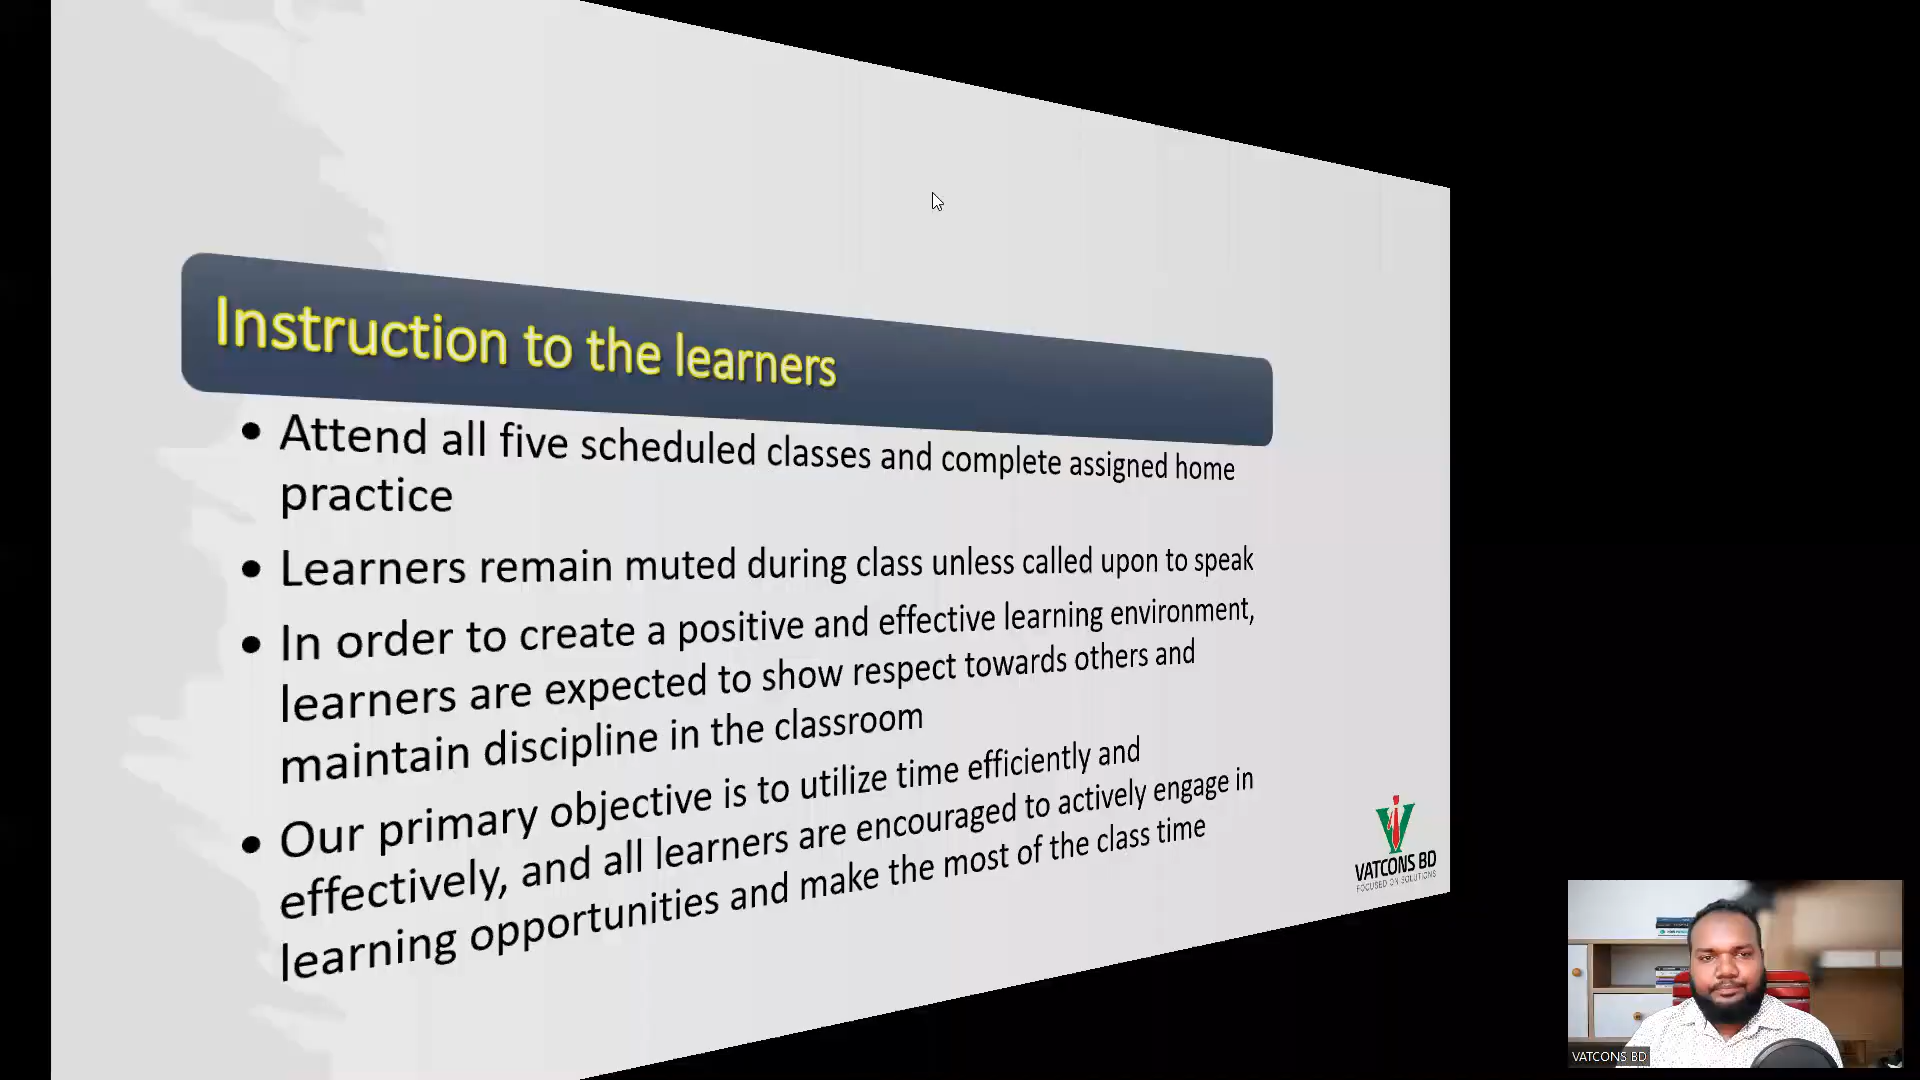 Instruction to the learners
• Attend all five scheduled classes and complete assigned home
practice
• Learners remain muted during class unless called upon to speak
• In order to create a positive and effective learning environment,
learners are expected to show respect towards others and
maintain discipline in the classroom
• Our primary objective is to utilize time efficiently and
effectively, and all learners are encouraged to actively engage in
learning opportunities and make the most of the class time
VATCONS BD
FOCUSED ON SOLUTIONS
VATCONS BD